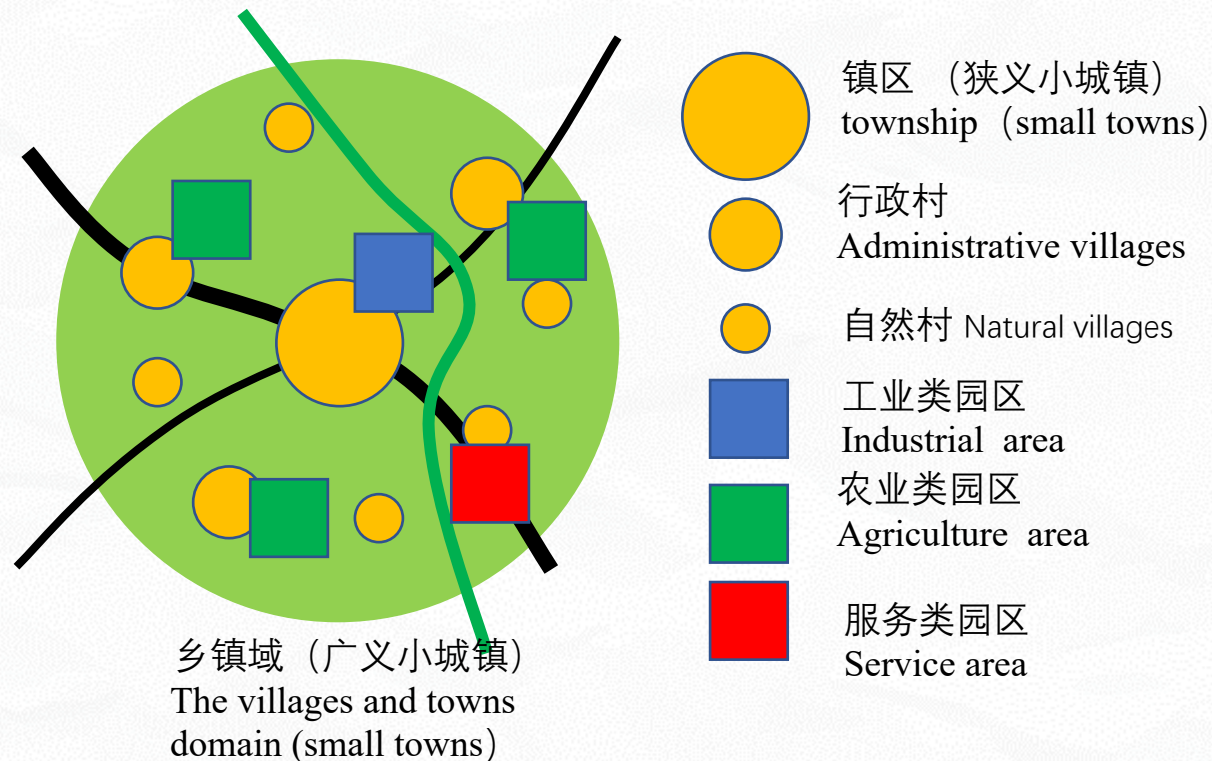 镇区 （狭义小城镇）
township（small towns）
行政村
Administrative villages
自然村 Natural villages
工业类园区
Industrial area
农业类园区
Agriculture area
服务类园区
Service area
乡镇域（广义小城镇）
The villages and towns
domain (small towns）